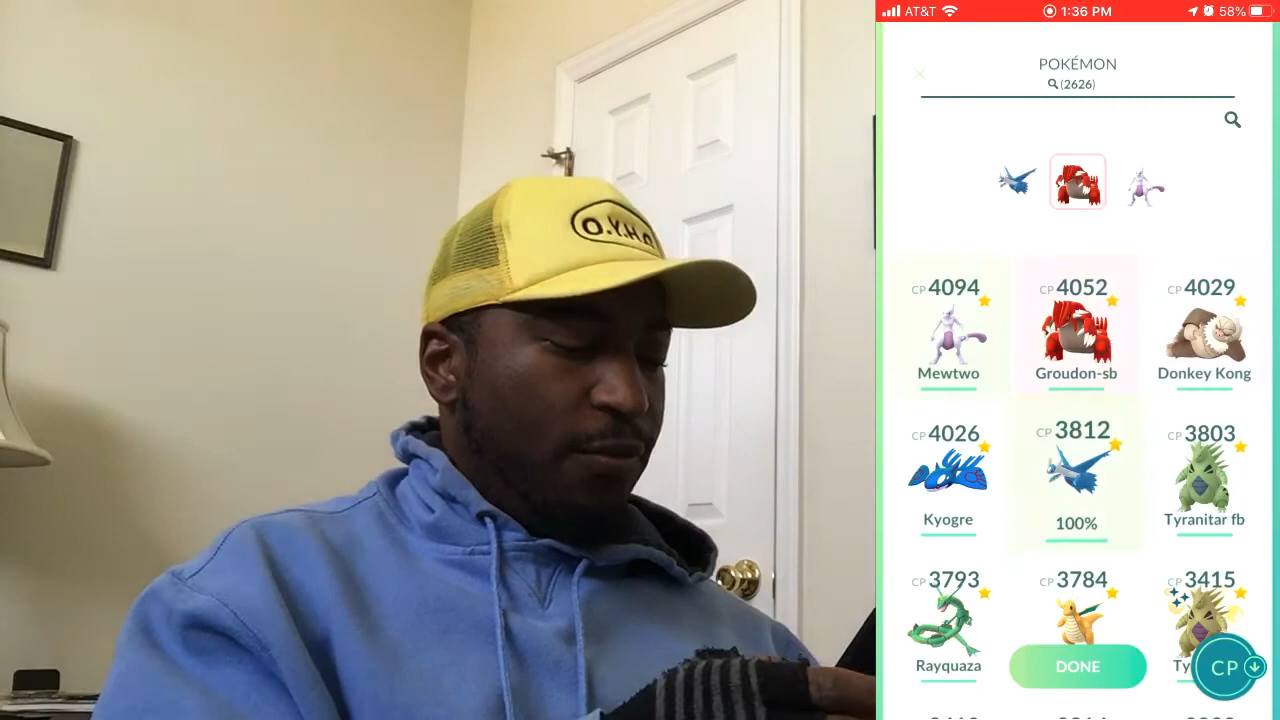 AT&T 1:36 PM 58%
POKÉMON
(2626)
O.Y.H
CP 4094 CP 4052 CP 4029
Mewtwo Groudon-sb Donkey Kong
CP 4026 CP 3812 CP 3803
Kyogre 100% Tyranitar fb
CP 3793 CP 3784 CP 3415
Rayquaza DONE Ty CP